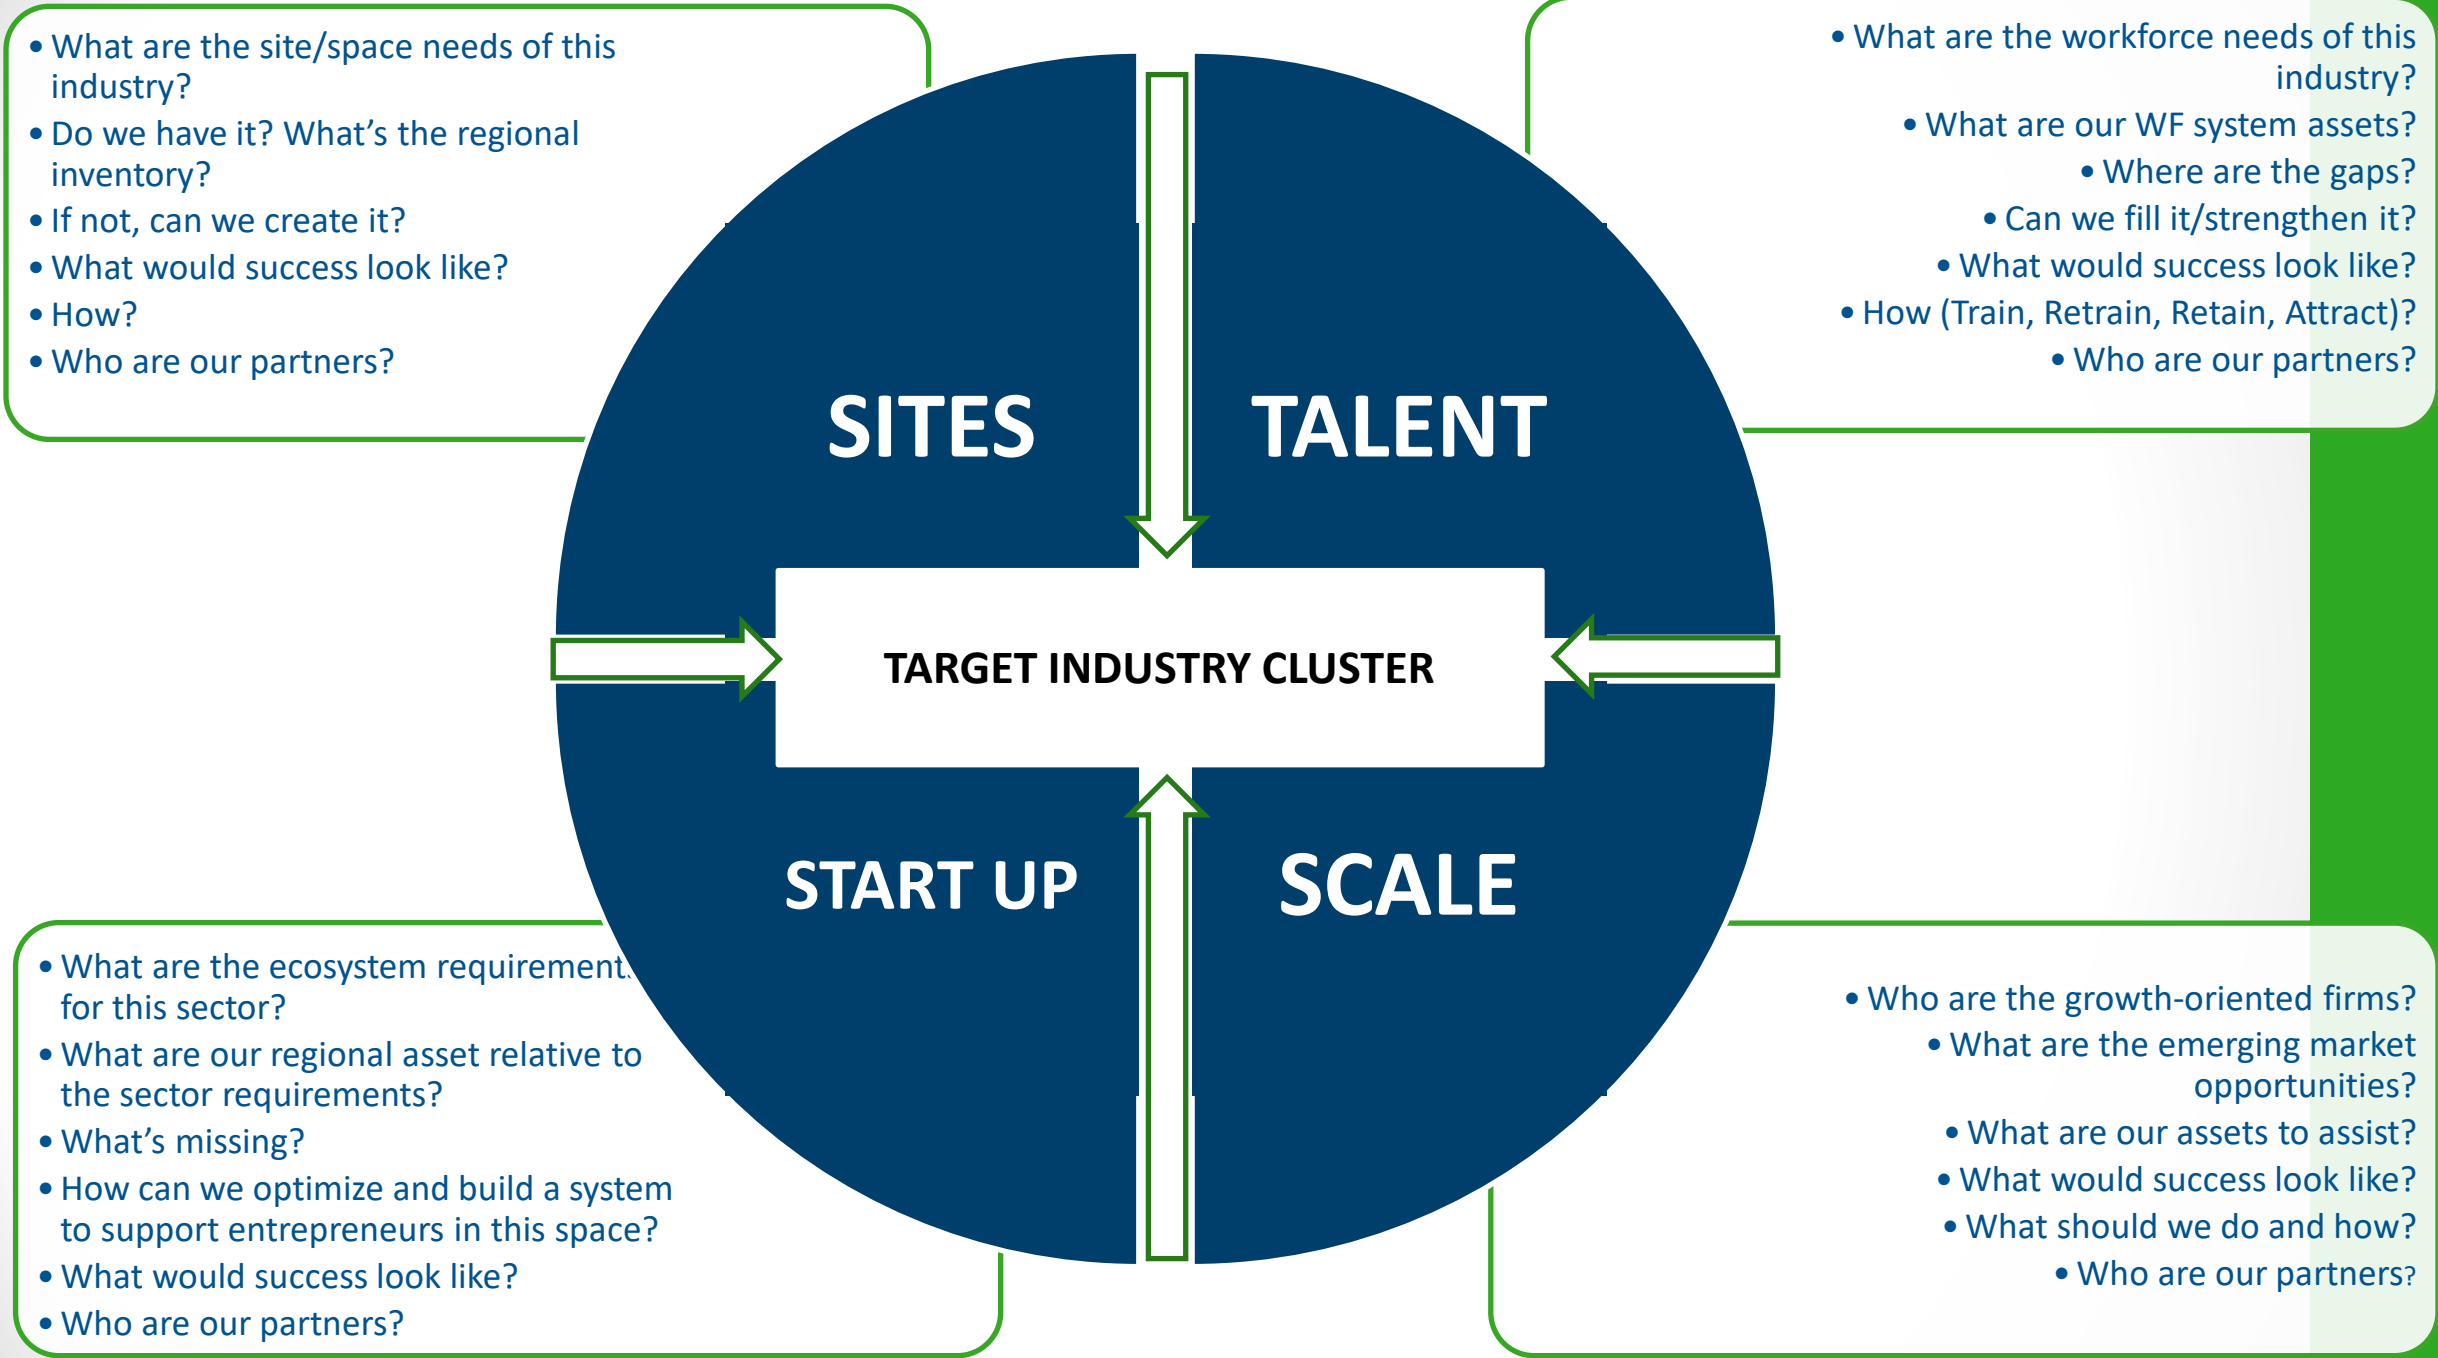 • What are the site/space needs of this
industry?
• Do we have it? What’s the regional
inventory?
• If not, can we create it?
• What would success look like?
• How?
• Who are our partners?
• What are the workforce needs of this
industry?
• What are our WF system assets?
• Where are the gaps?
• Can we fill it/strengthen it?
• What would success look like?
• How (Train, Retrain, Retain, Attract)?
• Who are our partners?
SITES
TALENT
TARGET INDUSTRY CLUSTER
START UP
SCALE
• What are the ecosystem requirement
for this sector?
• What are our regional asset relative to
the sector requirements?
• What’s missing?
• How can we optimize and build a system
to support entrepreneurs in this space?
• What would success look like?
• Who are our partners?
• Who are the growth-oriented firms?
• What are the emerging market
opportunities?
• What are our assets to assist?
• What would success look like?
• What should we do and how?
• Who are our partners?